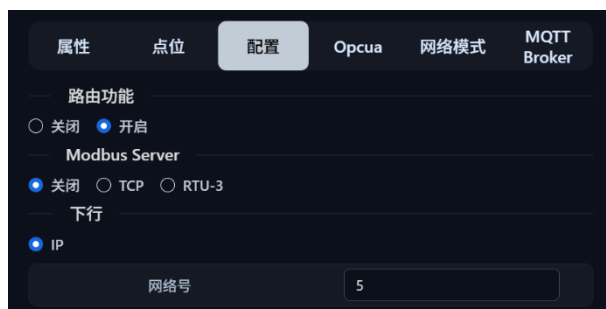 属性 点位 配置 Opcua 网络模式 MQTT Broker
路由功能
关闭 开启
Modbus Server
关闭 TCP RTU-3
下行
IP
网络号 5